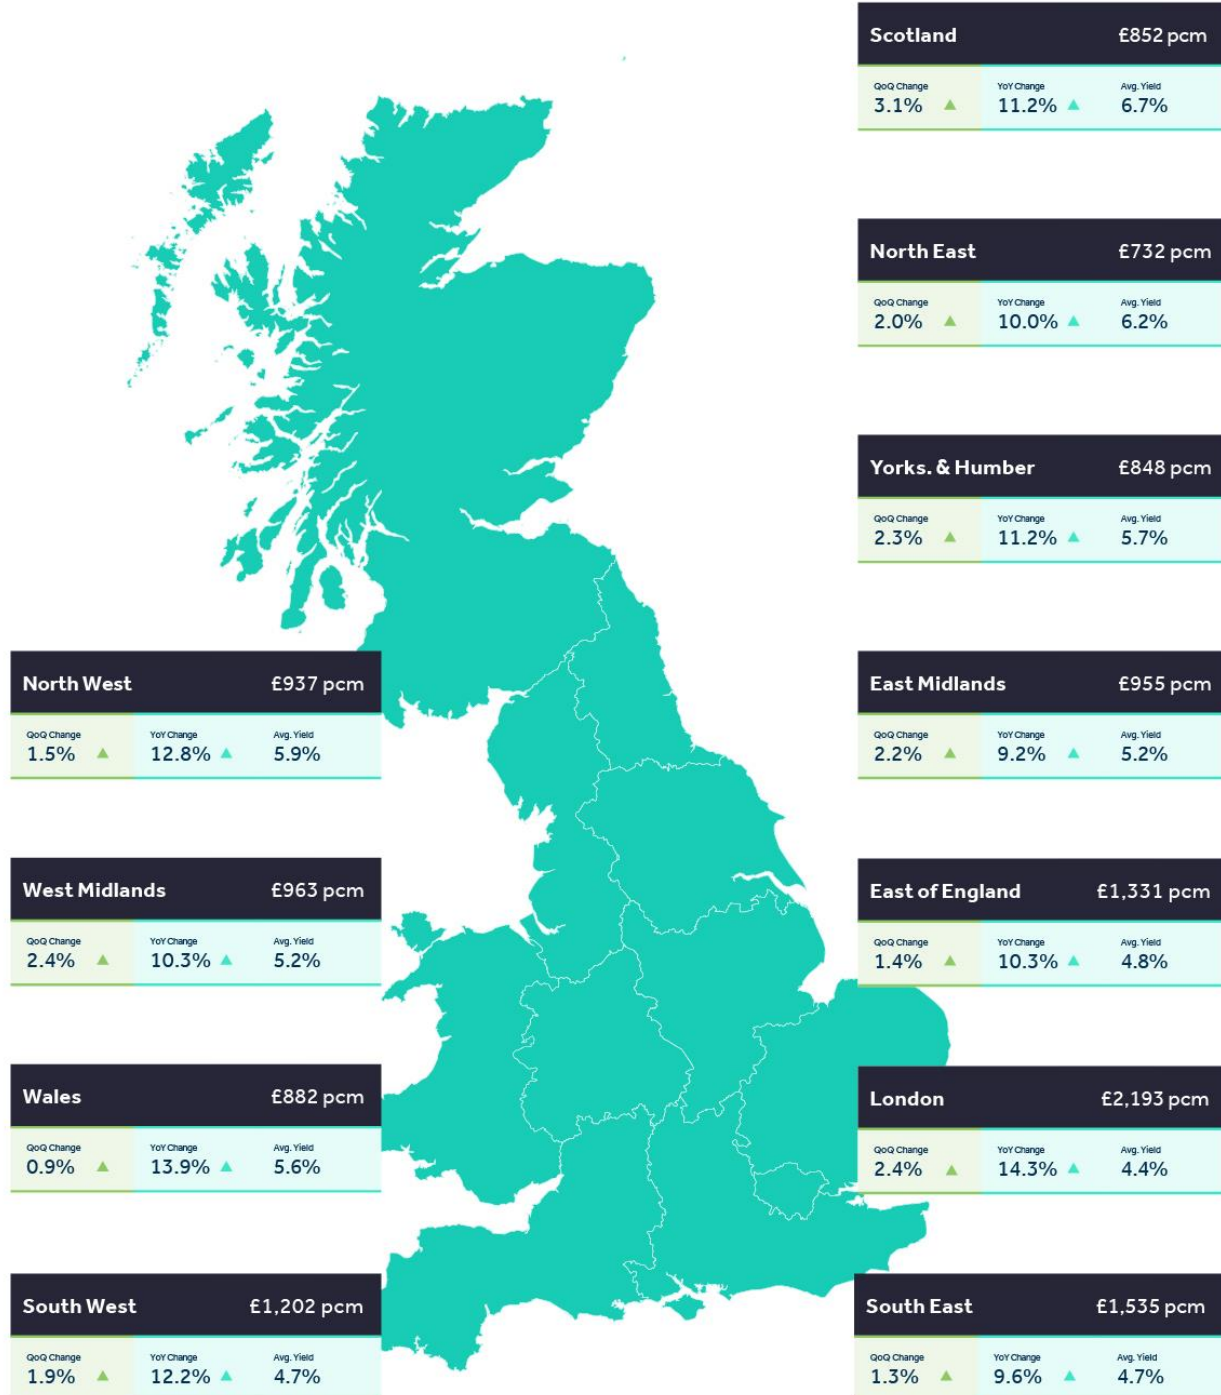 Scotland £852 pcm
QoQ Change YoY Change Avg. Yield
3.1% 11.2% 6.7%
North East £732 pcm
QoQ Change YoY Change Avg. Yield
2.0% 10.0% 6.2%
Yorks. & Humber £848 pcm
QoQ Change YoY Change Avg. Yield
2.3% 11.2% 5.7%
North West £937 pcm
QoQ Change YoY Change Avg. Yield
1.5% 12.8% 5.9%
East Midlands £955 pcm
QoQ Change YoY Change Avg. Yield
2.2% 9.2% 5.2%
West Midlands £963 pcm
QoQ Change YoY Change Avg. Yield
2.4% 10.3% 5.2%
East of England £1,331 pcm
QoQ Change YoY Change Avg. Yield
1.4% 10.3% 4.8%
Wales £882 pcm
QoQ Change YoY Change Avg. Yield
0.9% 13.9% 5.6%
London £2,193 pcm
QoQ Change YoY Change Avg. Yield
2.4% 14.3% 4.4%
South West £1,202 pcm
QoQ Change YoY Change Avg. Yield
1.9% 12.2% 4.7%
South East £1,535 pcm
QoQ Change YoY Change Avg. Yield
1.3% 9.6% 4.7%